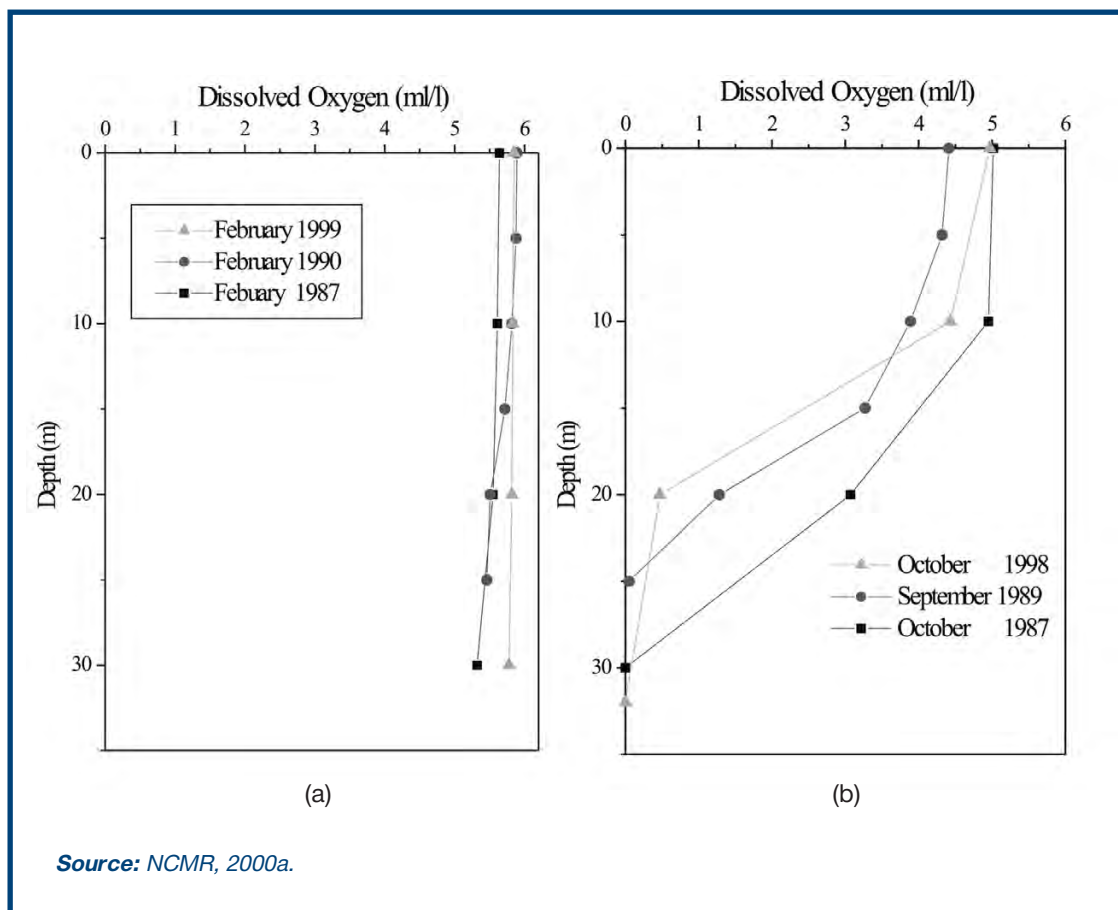 Dissolved Oxygen (ml/l)
0 1 2 3 4 5 6
0
10
20
30
Depth (m)
February 1999
February 1990
Febuary 1987
(a)
Dissolved Oxygen (ml/l)
0 1 2 3 4 5 6
0
10
20
30
Depth (m)
October 1998
September 1989
October 1987
(b)
Source: NCMR, 2000a.